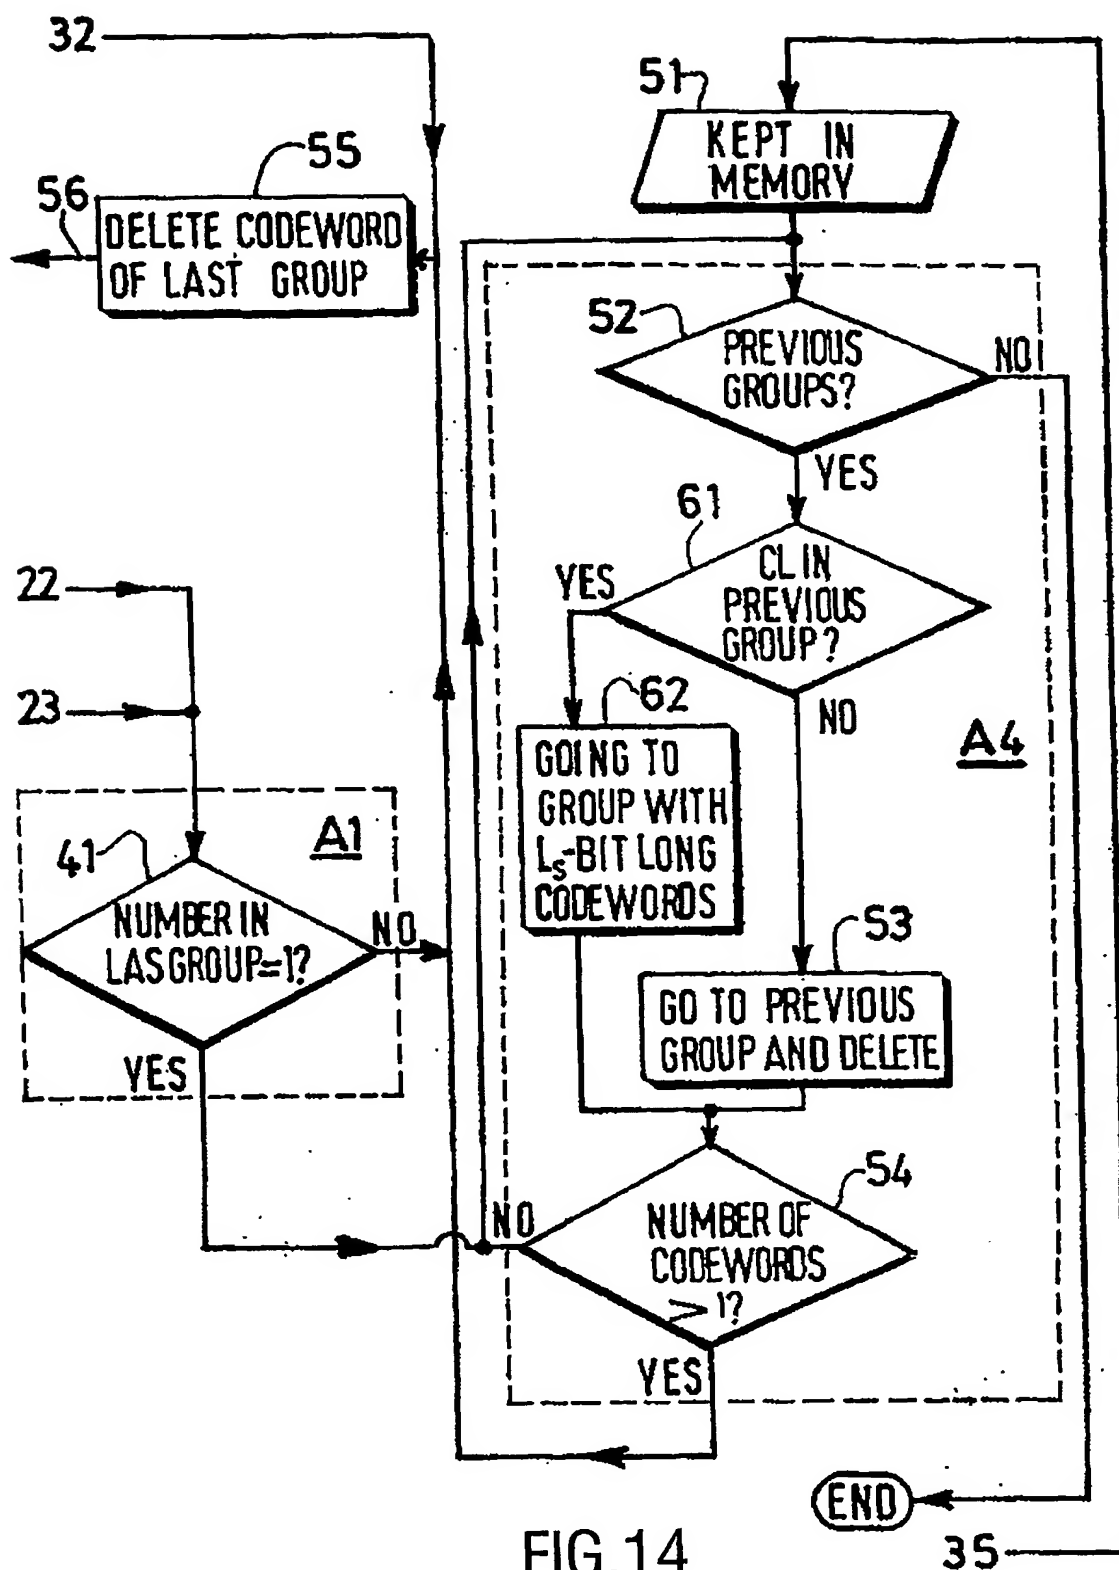 32
51
KEPT IN
MEMORY
55
56
DELETE CODEWORD
OF LAST GROUP
52
PREVIOUS
GROUPS?
NO
YES
61
CL IN
PREVIOUS
GROUP?
YES
NO
22
23
62
GOING TO
GROUP WITH
Ls-BIT LONG
CODEWORDS
A4
A1
41
NUMBER IN
LASGROUP=1?
NO
YES
53
GO TO PREVIOUS
GROUP AND DELETE
54
NUMBER OF
CODEWORDS
> 1?
NO
YES
END
FIG.14
35